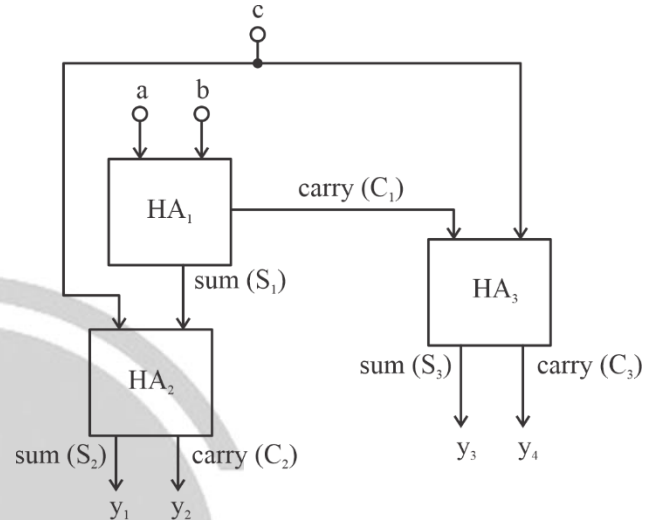 c
a b
HA₁
carry (C₁)
sum (S₁)
HA₃
HA₂
sum (S₃) carry (C₃)
sum (S₂) carry (C₂)
y₃ y₄
y₁ y₂